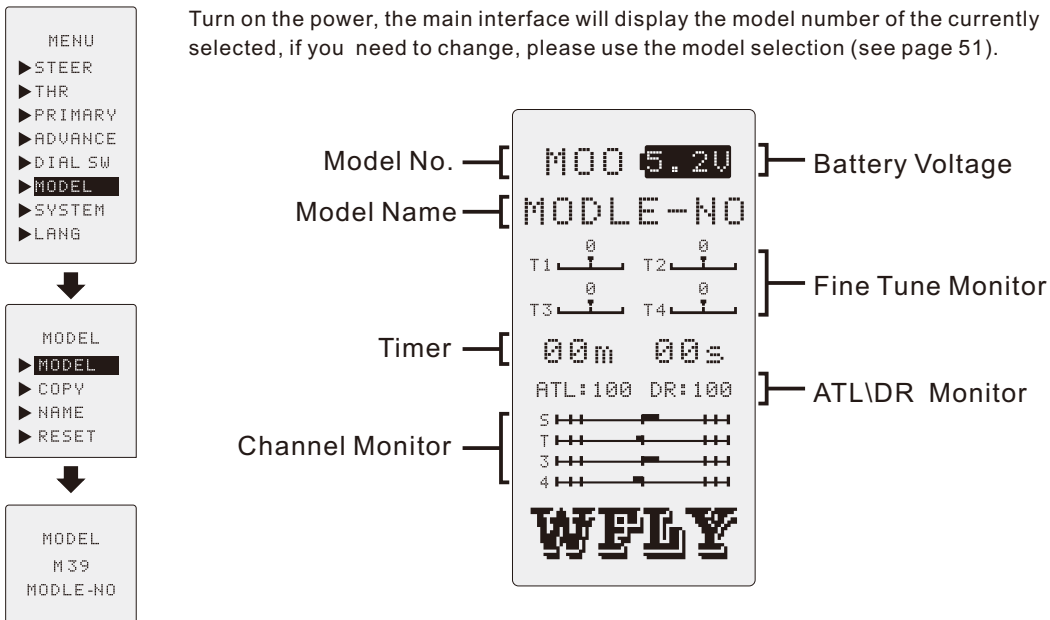 Turn on the power, the main interface will display the model number of the currently
selected, if you need to change, please use the model selection (see page 51).
MENU
▶STEER
▶THR
▶PRIMARY
▶ADVANCE
▶DIAL SW
▶MODEL
▶SYSTEM
▶LANG
MODEL
▶ MODEL
▶ COPY
▶ NAME
▶ RESET
MODEL
M39
MODLE-NO
Model No.
M00 5.2V
Battery Voltage
Model Name
MODLE-NO
0 0
T1 T2
0 0
T3 T4
Fine Tune Monitor
Timer
00m 00s
ATL:100 DR:100
ATL\DR Monitor
Channel Monitor
S
T
3
4
WFLY